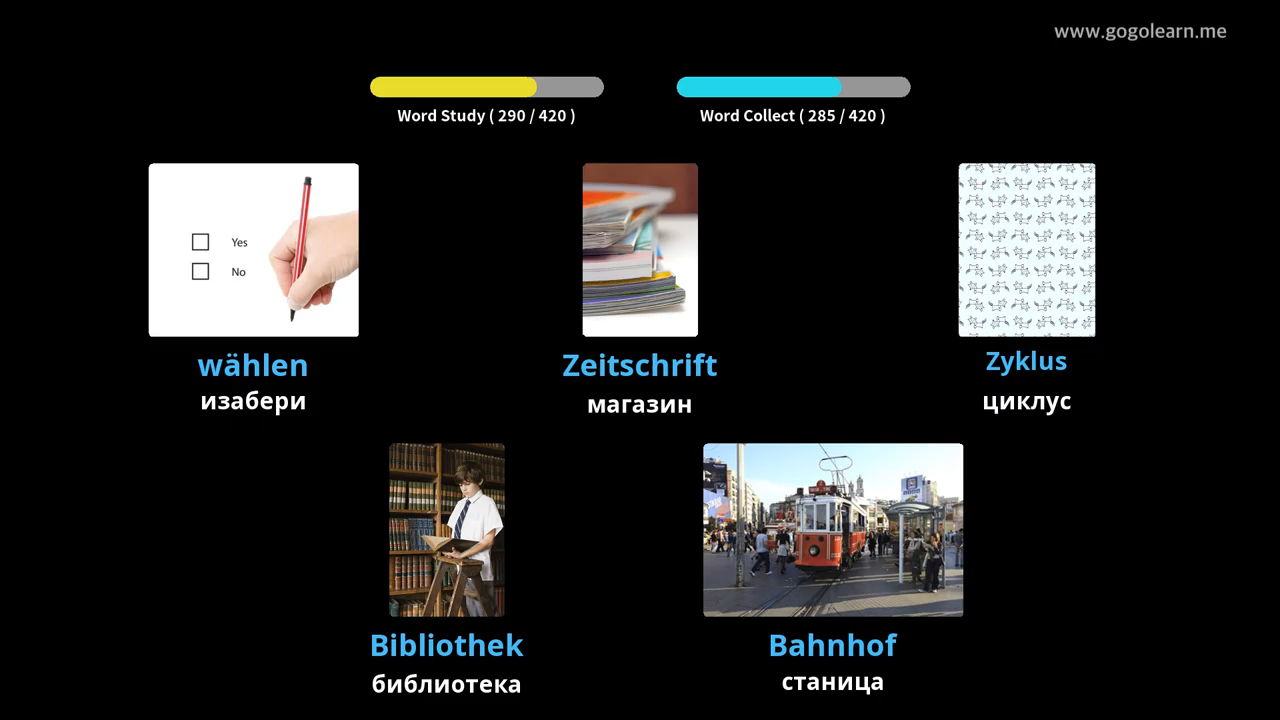 www.gogolearn.me
Word Study ( 290 / 420 )
Word Collect ( 285 / 420 )
Yes
No
wählen
изабери
Zeitschrift
магазин
Zyklus
циклус
Bibliothek
библиотека
Bahnhof
станица